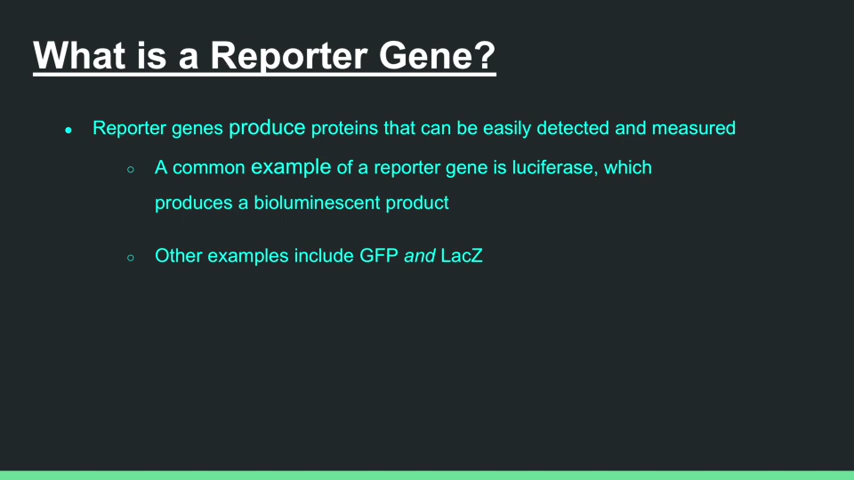 What is a Reporter Gene?
● Reporter genes produce proteins that can be easily detected and measured
○ A common example of a reporter gene is luciferase, which
produces a bioluminescent product
○ Other examples include GFP and LacZ